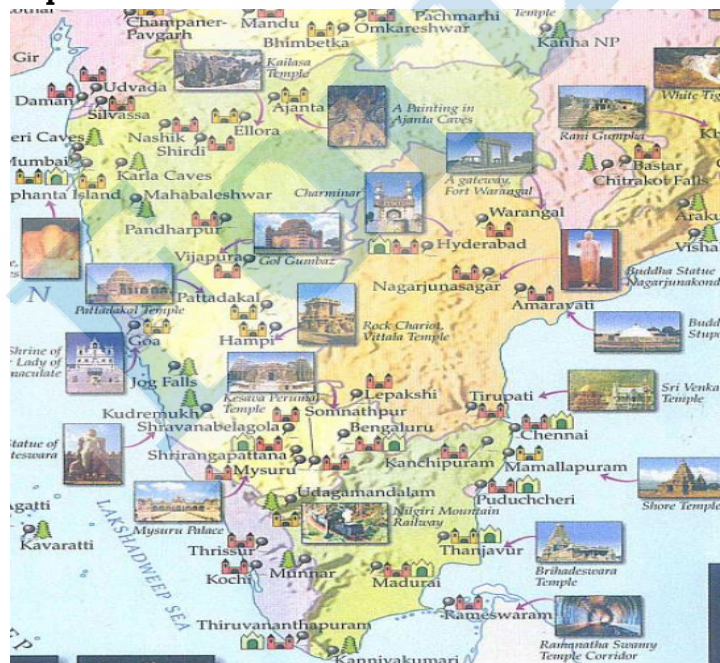 Champaner-
Pavgarh
Mandu
Bhimbetka
Omkareshwar
Pachmarhi
Temple
Kanha NP
Gir
Kailasa
Temple
Daman
Udvada
Silvassa
Ajanta
A Painting in
Ajanta Caves
White Tig
Rani Gumpha
Ellora
Nashik
Shirdi
eri Caves
Mumbai
Karla Caves
Bastar
Chitrakot Falls
A gateway,
Fort Warangal
phanta Island
Mahabaleshwar
Charminar
Warangal
Araku
Pandharpur
Hyderabad
Visha
Vijapura
Gol Gumbaz
Nagarjunasagar
Buddha Statue
Nagarjunakond
N
Pattadakal
Pattadakal Temple
Amaravati
Goa
Hampi
Rock Chariot,
Vittala Temple
Budd
Stup
Shrine of
Lady of
maculate
Jog Falls
Kesava Perumal
Temple
Lepakshi
Tirupati
Sri Venka
Temple
Kudremukh
Somnathpur
Shravanabelagola
Bengaluru
Chennai
Statue of
teswara
Shrirangapattana
Kanchipuram
Mamallapuram
Mysuru
Shore Temple
Udagamandalam
Puduchcheri
Agatti
Mysuru Palace
Nilgiri Mountain
Railway
Kavaratti
LAKSHADWEEP SEA
Thrissur
Thanjavur
Brihadeswara
Temple
Kochi
Munnar
Madurai
Rameswaram
Thiruvananthapuram
Ramanatha Swamy
Temple Corridor
Kanniyakumari